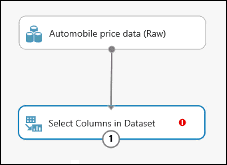 Automobile price data (Raw)
Select Columns in Dataset
1